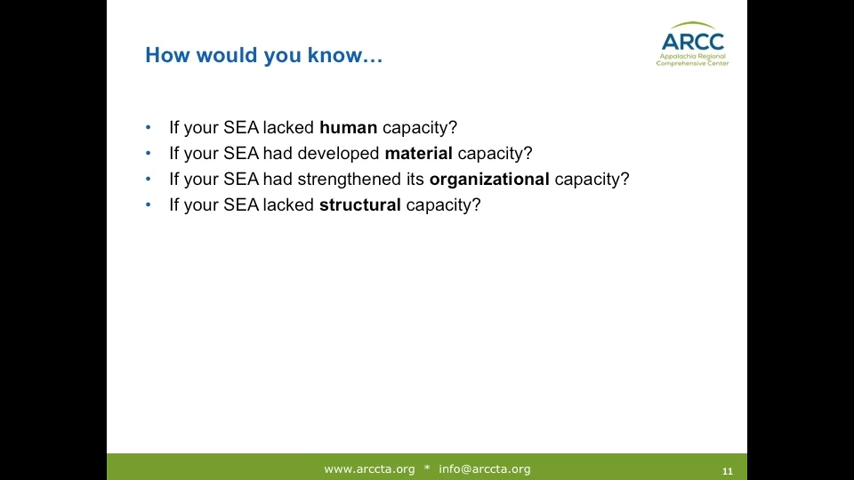 How would you know…
ARCC
Appalachia Regional
Comprehensive Center
• If your SEA lacked human capacity?
• If your SEA had developed material capacity?
• If your SEA had strengthened its organizational capacity?
• If your SEA lacked structural capacity?
www.arccta.org * info@arccta.org
11